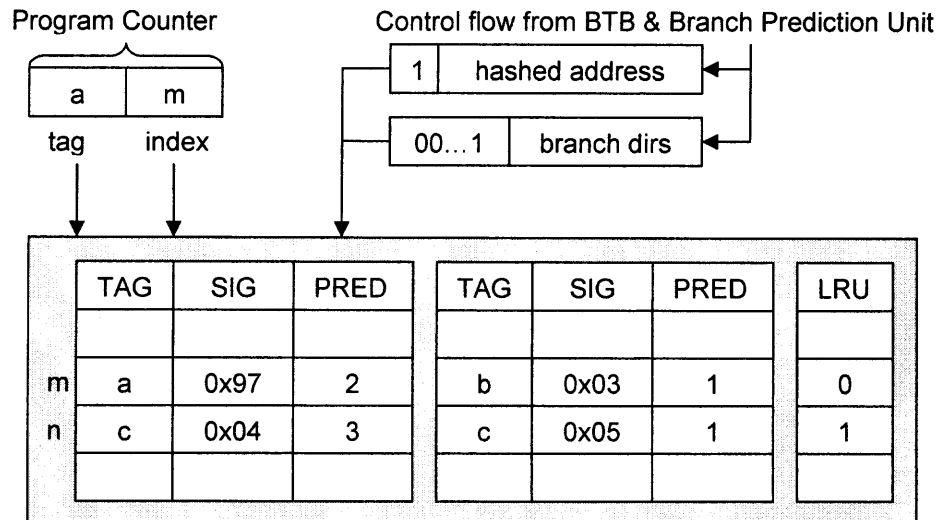 Program Counter
Control flow from BTB & Branch Prediction Unit
a m
1 hashed address
tag index
00...1 branch dirs
TAG SIG PRED TAG SIG PRED LRU
m a 0x97 2 b 0x03 1 0
n c 0x04 3 c 0x05 1 1